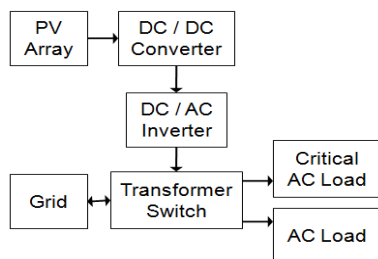 PV
Array
DC / DC
Converter
DC / AC
Inverter
Grid
Transformer
Switch
Critical
AC Load
AC Load